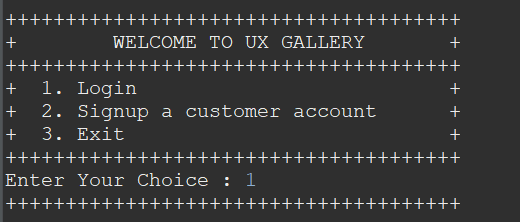 ++++++++++++++++++++++++++++++++++++++
+        WELCOME TO UX GALLERY       +
++++++++++++++++++++++++++++++++++++++
+  1. Login                          +
+  2. Signup a customer account      +
+  3. Exit                           +
++++++++++++++++++++++++++++++++++++++
Enter Your Choice : 1
++++++++++++++++++++++++++++++++++++++